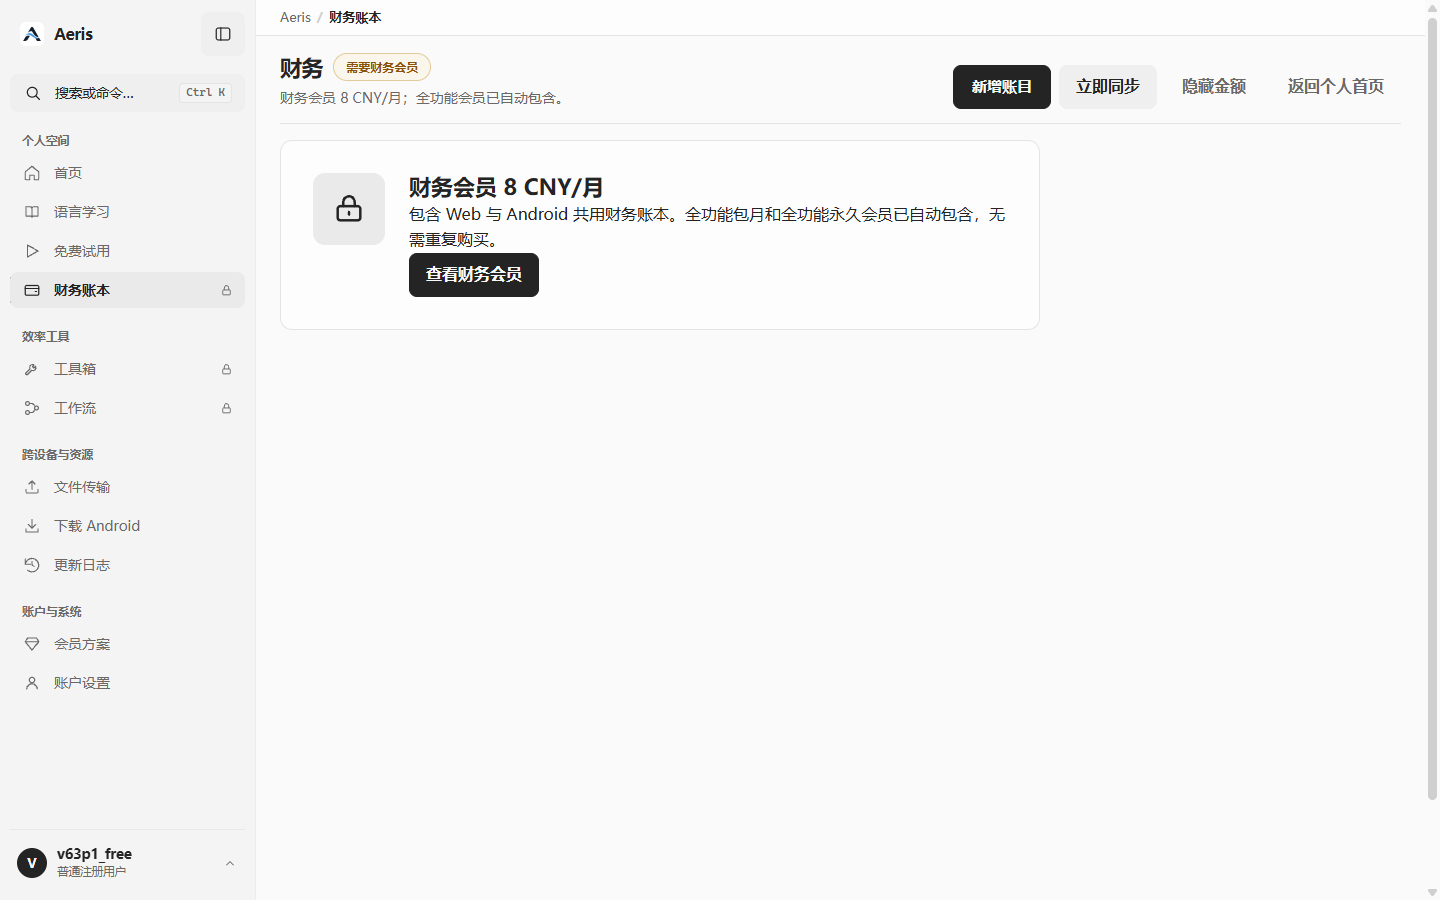 Aeris
搜索或命令...
Ctrl K
个人空间
首页
语言学习
免费试用
财务账本
效率工具
工具箱
工作流
跨设备与资源
文件传输
下载 Android
更新日志
账户与系统
会员方案
账户设置
V
v63p1_free
普通注册用户
Aeris / 财务账本
财务
需要财务会员
财务会员 8 CNY/月；全功能会员已自动包含。
新增账目
立即同步
隐藏金额
返回个人首页
财务会员 8 CNY/月
包含 Web 与 Android 共用财务账本。全功能包月和全功能永久会员已自动包含，无
需重复购买。
查看财务会员